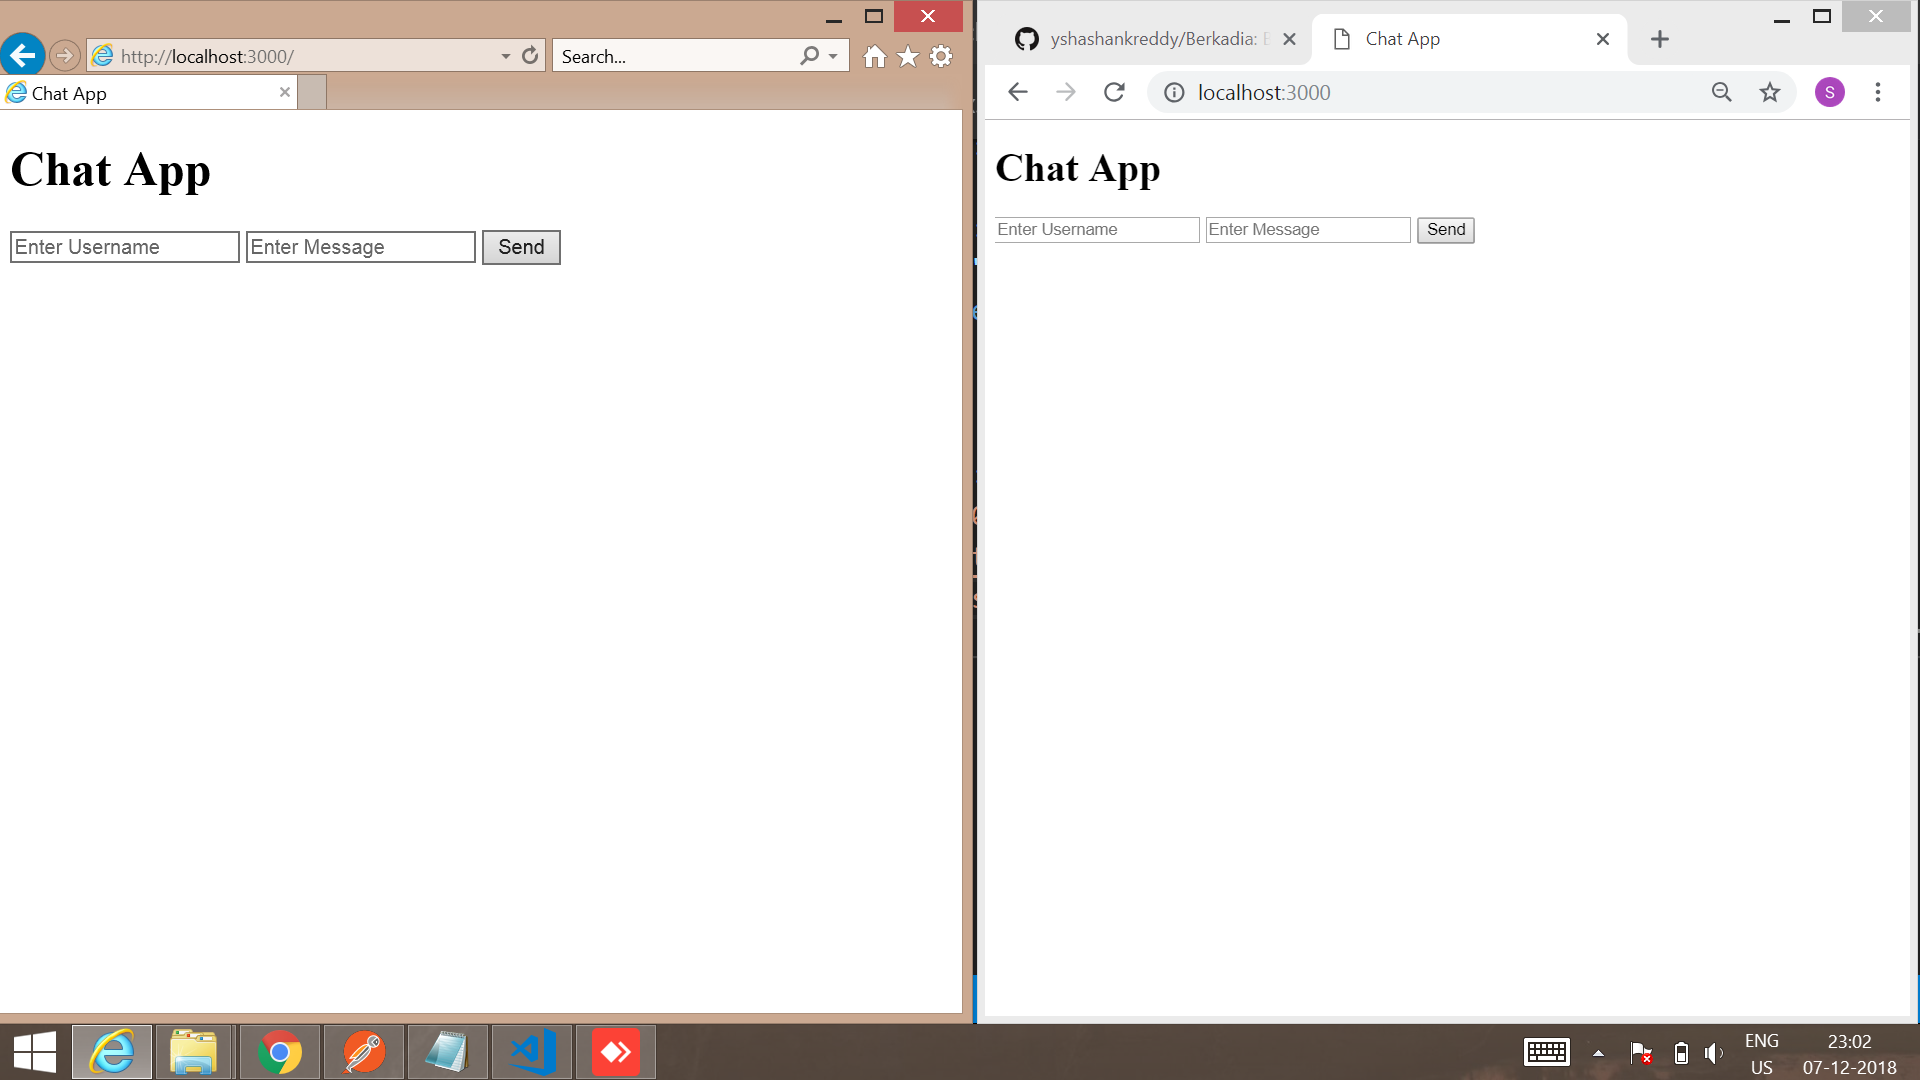 http://localhost:3000/
Search...
Chat App
Chat App
Enter Username
Enter Message
Send
yshashankreddy/Berkadia:
Chat App
localhost:3000
S
Chat App
Enter Username
Enter Message
Send
ENG
US
23:02
07-12-2018